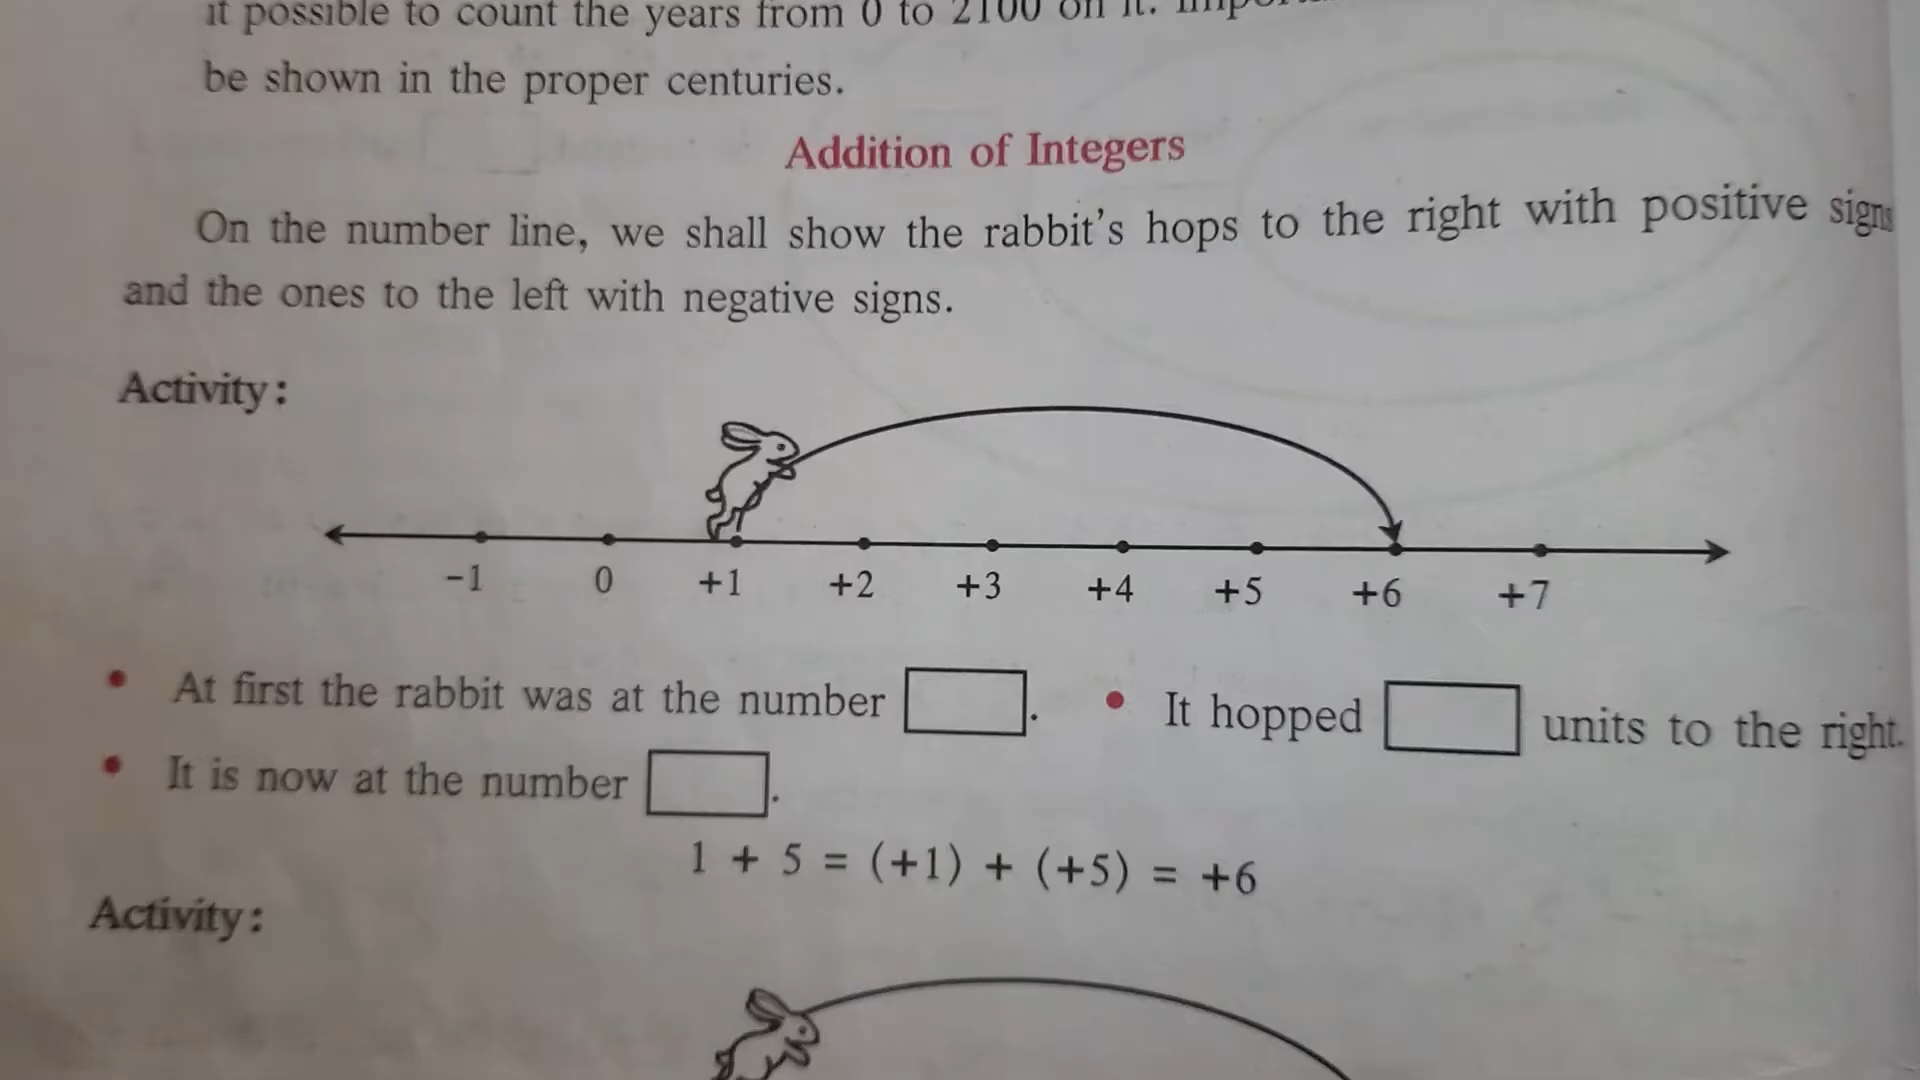 it possible to count the years from 0 to 2100 on it.
be shown in the proper centuries.
Addition of Integers
On the number line, we shall show the rabbit's hops to the right with positive signs
and the ones to the left with negative signs.
Activity:
-1 0 +1 +2 +3 +4 +5 +6 +7
• At first the rabbit was at the number . • It hopped units to the right.
• It is now at the number .
1 + 5 = (+1) + (+5) = +6
Activity: